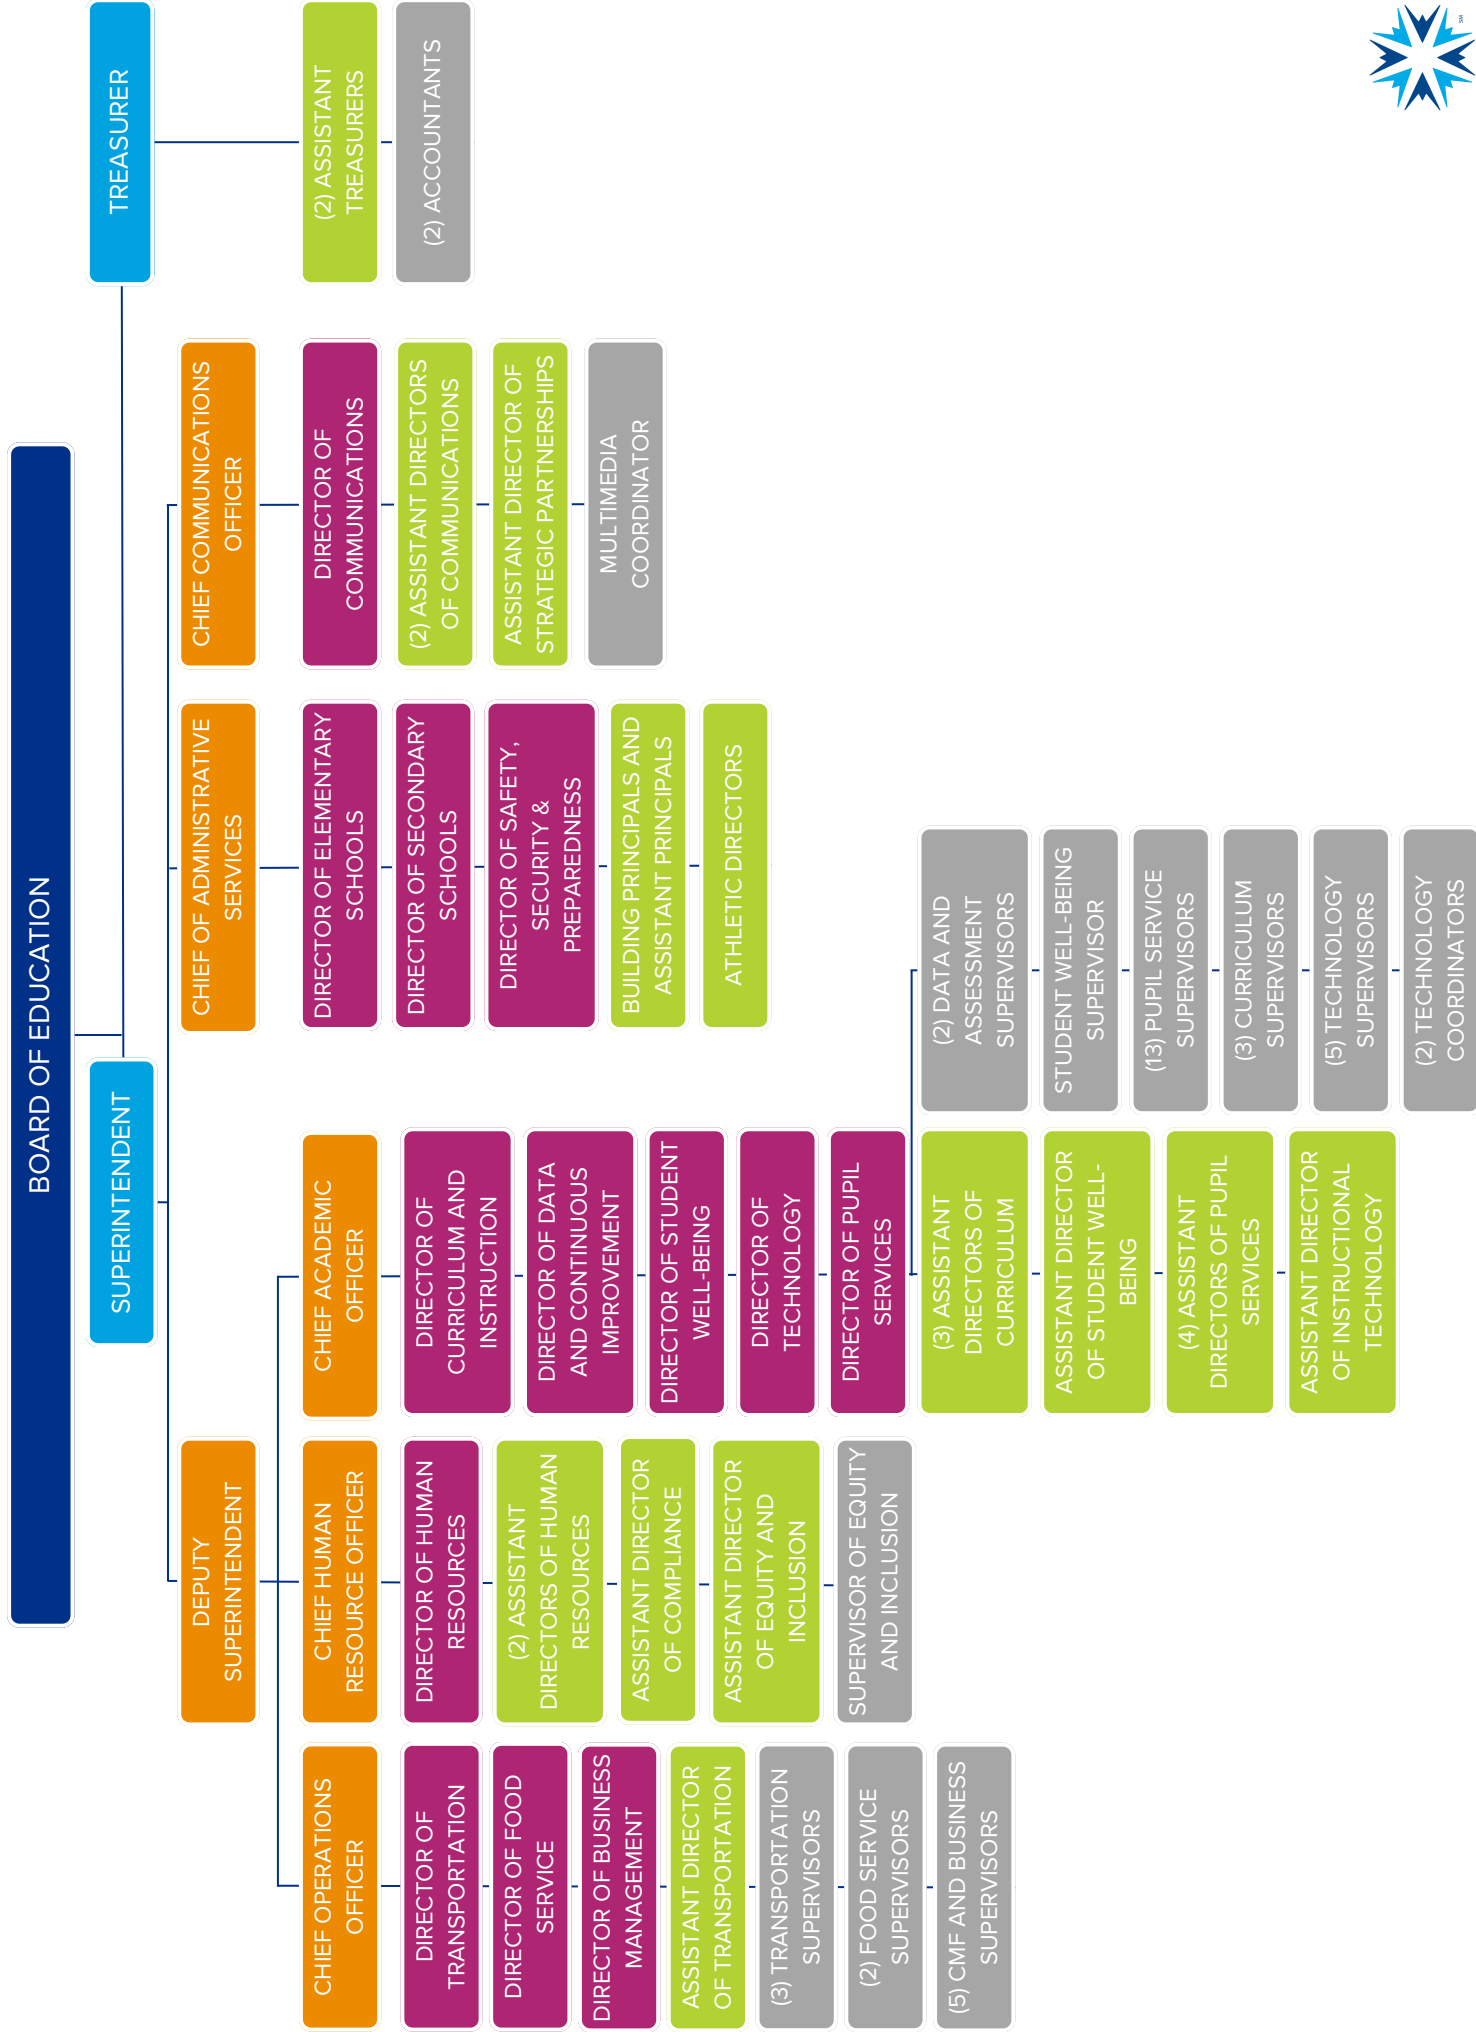 BOARD OF EDUCATION
SUPERINTENDENT
TREASURER
DEPUTY
SUPERINTENDENT
CHIEF OF ADMINISTRATIVE
SERVICES
CHIEF COMMUNICATIONS
OFFICER
CHIEF OPERATIONS
OFFICER
DIRECTOR OF
TRANSPORTATION
DIRECTOR OF FOOD
SERVICE
DIRECTOR OF BUSINESS
MANAGEMENT
ASSISTANT DIRECTOR
OF TRANSPORTATION
(3) TRANSPORTATION
SUPERVISORS
(2) FOOD SERVICE
SUPERVISORS
(5) CMF AND BUSINESS
SUPERVISORS
CHIEF HUMAN
RESOURCE OFFICER
DIRECTOR OF HUMAN
RESOURCES
(2) ASSISTANT
DIRECTORS OF HUMAN
RESOURCES
ASSISTANT DIRECTOR
OF COMPLIANCE
ASSISTANT DIRECTOR
OF EQUITY AND
INCLUSION
SUPERVISOR OF EQUITY
AND INCLUSION
CHIEF ACADEMIC
OFFICER
DIRECTOR OF
CURRICULUM AND
INSTRUCTION
DIRECTOR OF DATA
AND CONTINUOUS
IMPROVEMENT
DIRECTOR OF STUDENT
WELL-BEING
DIRECTOR OF
TECHNOLOGY
DIRECTOR OF PUPIL
SERVICES
(3) ASSISTANT
DIRECTORS OF
CURRICULUM
ASSISTANT DIRECTOR
OF STUDENT WELL-
BEING
(4) ASSISTANT
DIRECTORS OF PUPIL
SERVICES
ASSISTANT DIRECTOR
OF INSTRUCTIONAL
TECHNOLOGY
(2) DATA AND
ASSESSMENT
SUPERVISORS
STUDENT WELL-BEING
SUPERVISOR
(13) PUPIL SERVICE
SUPERVISORS
(3) CURRICULUM
SUPERVISORS
(5) TECHNOLOGY
SUPERVISORS
(2) TECHNOLOGY
COORDINATORS
DIRECTOR OF ELEMENTARY
SCHOOLS
DIRECTOR OF SECONDARY
SCHOOLS
DIRECTOR OF SAFETY,
SECURITY &
PREPAREDNESS
BUILDING PRINCIPALS AND
ASSISTANT PRINCIPALS
ATHLETIC DIRECTORS
DIRECTOR OF
COMMUNICATIONS
(2) ASSISTANT DIRECTORS
OF COMMUNICATIONS
ASSISTANT DIRECTOR OF
STRATEGIC PARTNERSHIPS
MULTIMEDIA
COORDINATOR
(2) ASSISTANT
TREASURERS
(2) ACCOUNTANTS
SM